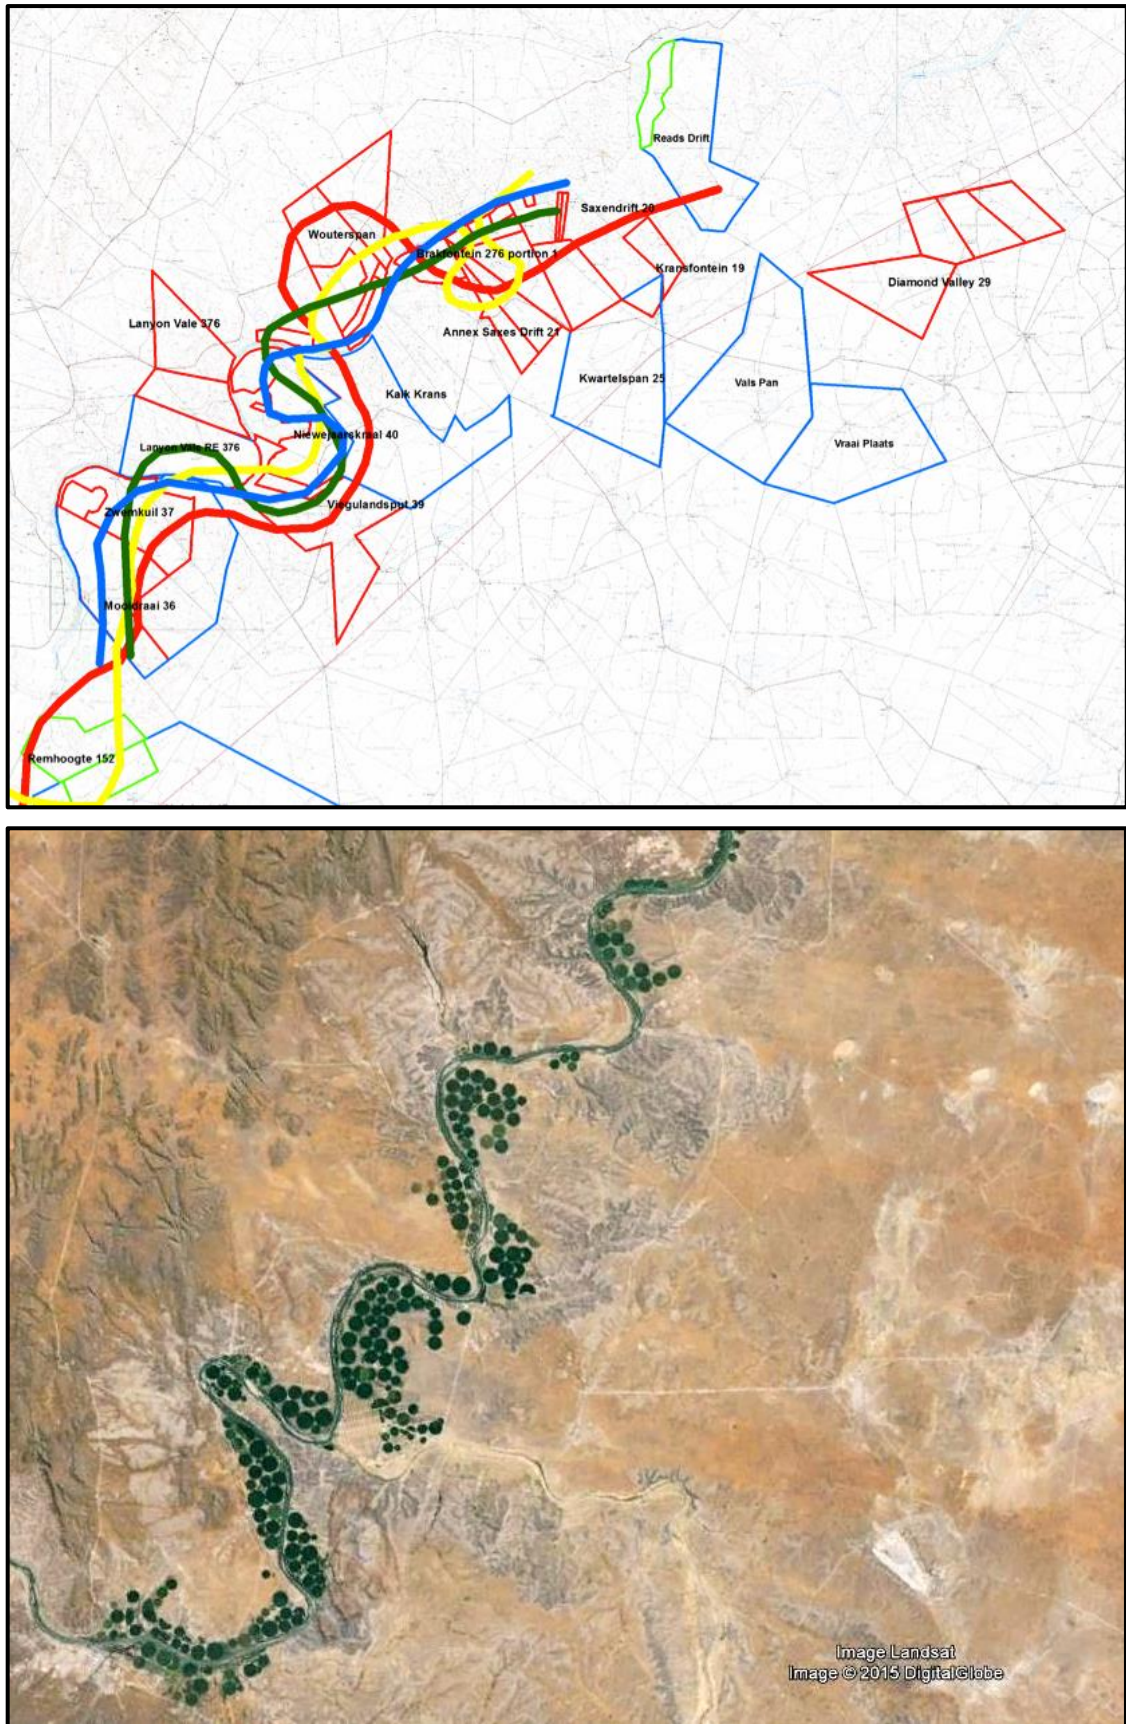 Reads Drift
Saxendrift 20
Wouterspan
Brakfontein 276 portion 1
Kransfontein 19
Diamond Valley 29
Lanyon Vale 376
Annex Saxes Drift 21
Kwartelspan 25
Vals Pan
Kalk Krans
Niewejaarskraal 40
Vraai Plaats
Lanyon Vale RE 376
Viegulandsput 39
Zwemkuil 37
Mooidraai 36
Remhoogte 152
Image Landsat
Image © 2015 DigitalGlobe